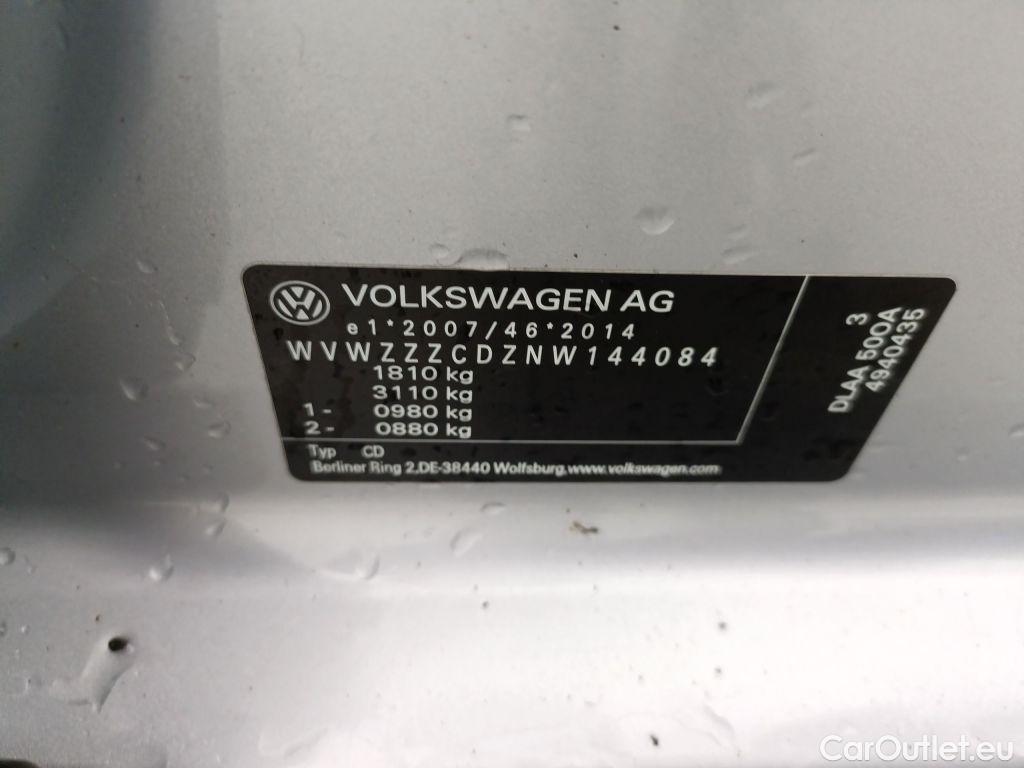 VOLKSWAGEN AG
e1*2007/46*2014
WVWZZZCDZNW144084
1810 kg
3110 kg
1- 0980 kg
2- 0880 kg
Typ CD
Berliner Ring 2,DE-38440 Wolfsburg,www.volkswagen.com
3
DLAA 500A
4940435
CarOutlet.eu